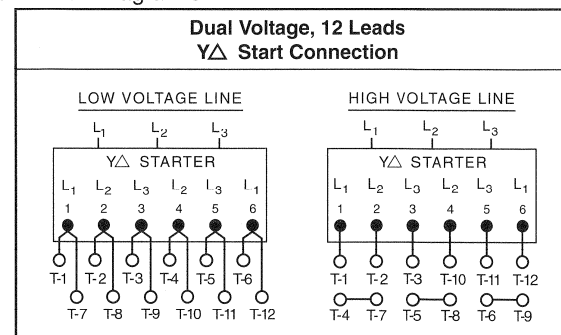 Dual Voltage, 12 Leads
Y△ Start Connection
LOW VOLTAGE LINE
L1 L2 L3
Y△ STARTER
L1 L2 L3 L2 L3 L1
1 2 3 4 5 6
T-1 T-2 T-3 T-4 T-5 T-6
T-7 T-8 T-9 T-10 T-11 T-12
HIGH VOLTAGE LINE
L1 L2 L3
Y△ STARTER
L1 L2 L3 L2 L3 L1
1 2 3 4 5 6
T-1 T-2 T-3 T-10 T-11 T-12
T-4 T-7 T-5 T-8 T-6 T-9